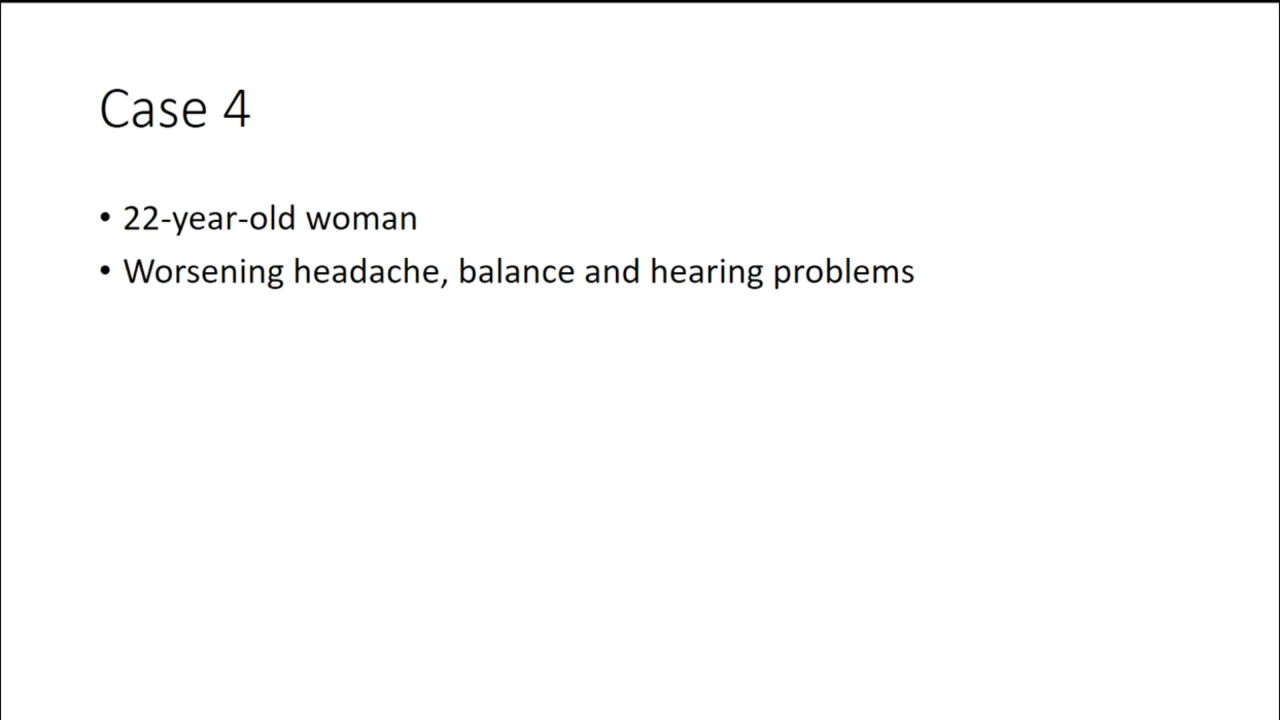 Case 4
• 22-year-old woman
• Worsening headache, balance and hearing problems